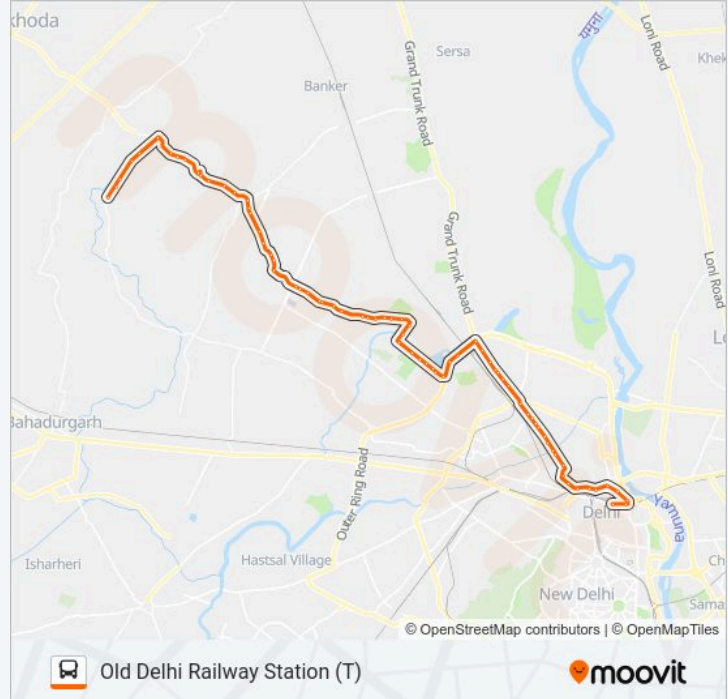 khoda
Sersa
Banker
Grand Trunk Road
यमुना
Loni Road
Khek
Grand Trunk Road
Loni Road
Le
Bahadurgarh
Outer Ring Road
Delhi
Yamuna
Isharheri
Hastsal Village
Ch
New Delhi
Sama
© OpenStreetMap contributors | © OpenMapTiles
Old Delhi Railway Station (T)
moovit